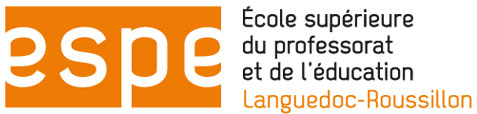 espe
École supérieure
du professorat
et de l'éducation
Languedoc-Roussillon